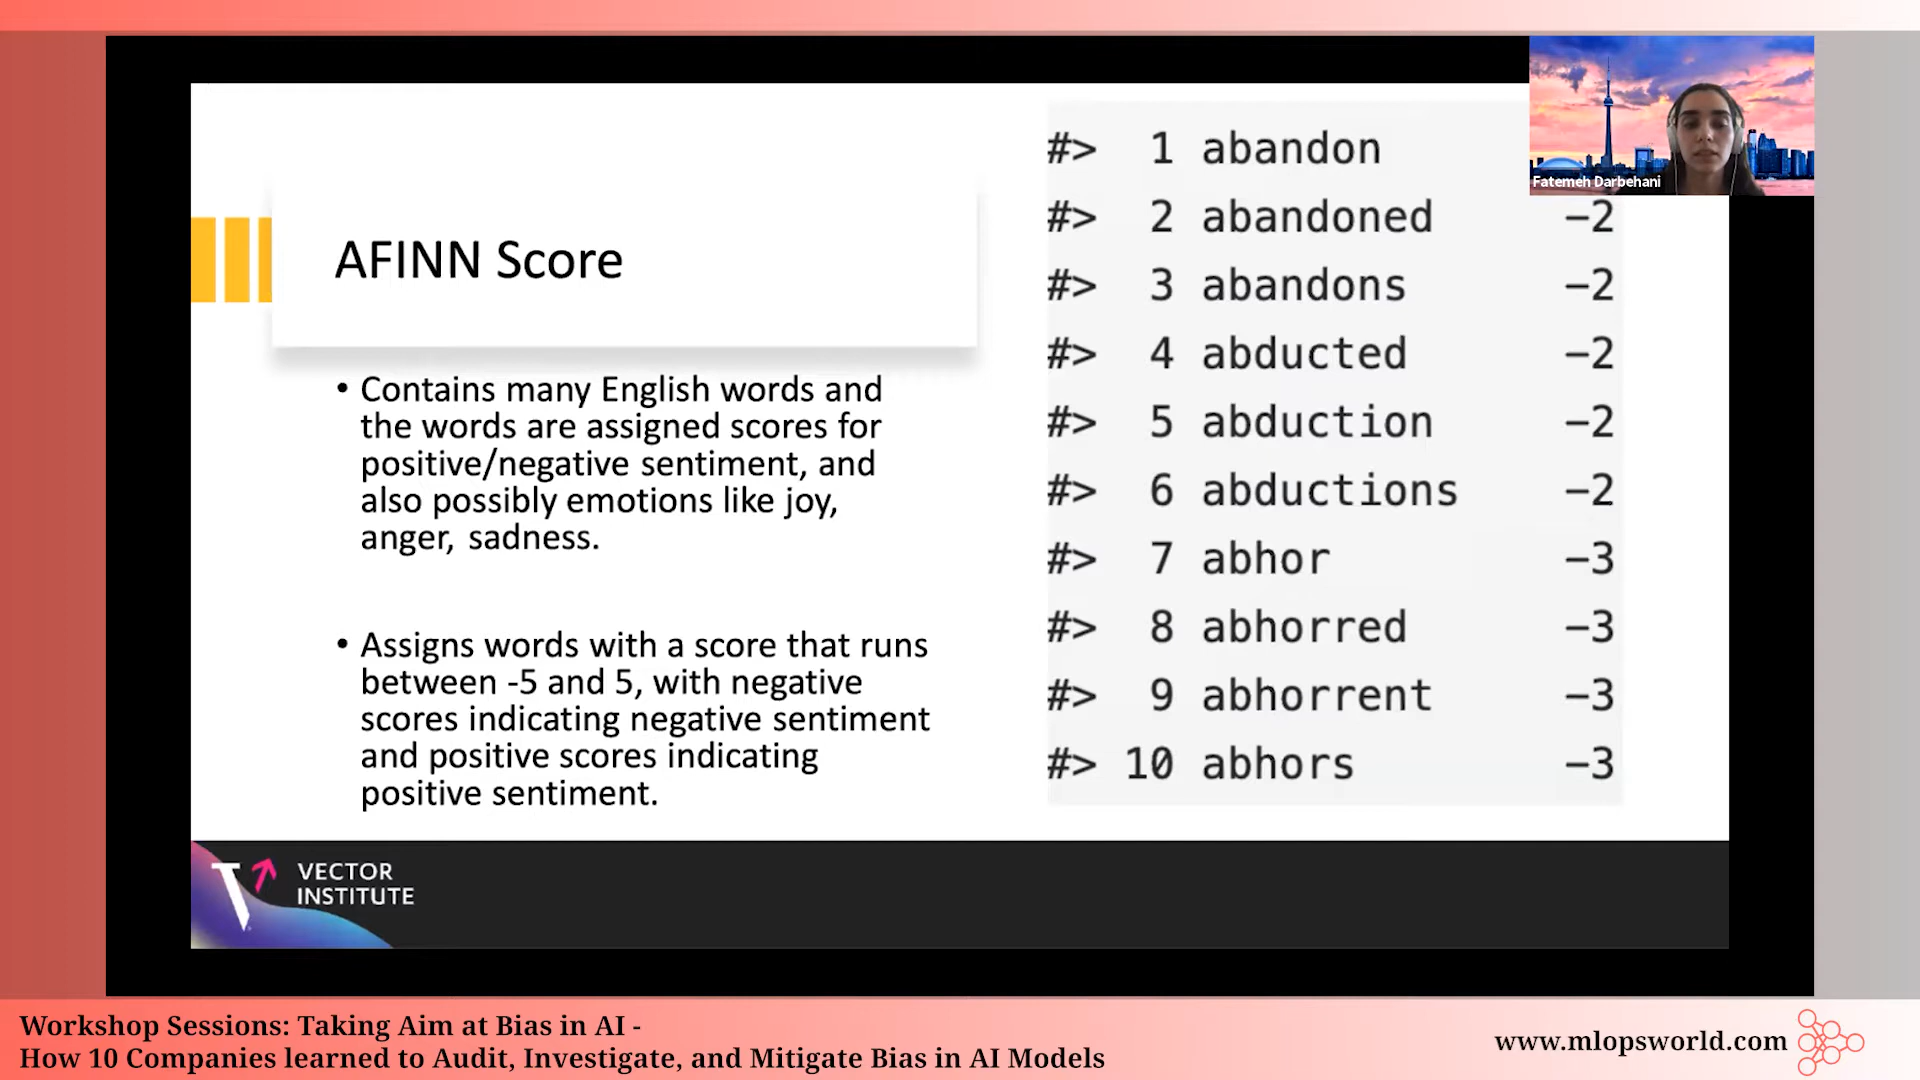 AFINN Score
• Contains many English words and
the words are assigned scores for
positive/negative sentiment, and
also possibly emotions like joy,
anger, sadness.
• Assigns words with a score that runs
between -5 and 5, with negative
scores indicating negative sentiment
and positive scores indicating
positive sentiment.
#> 1 abandon
#> 2 abandoned −2
#> 3 abandons −2
#> 4 abducted −2
#> 5 abduction −2
#> 6 abductions −2
#> 7 abhor −3
#> 8 abhorred −3
#> 9 abhorrent −3
#> 10 abhors −3
Fatemeh Darbehani
VECTOR
INSTITUTE
Workshop Sessions: Taking Aim at Bias in AI -
How 10 Companies learned to Audit, Investigate, and Mitigate Bias in AI Models
www.mlopsworld.com